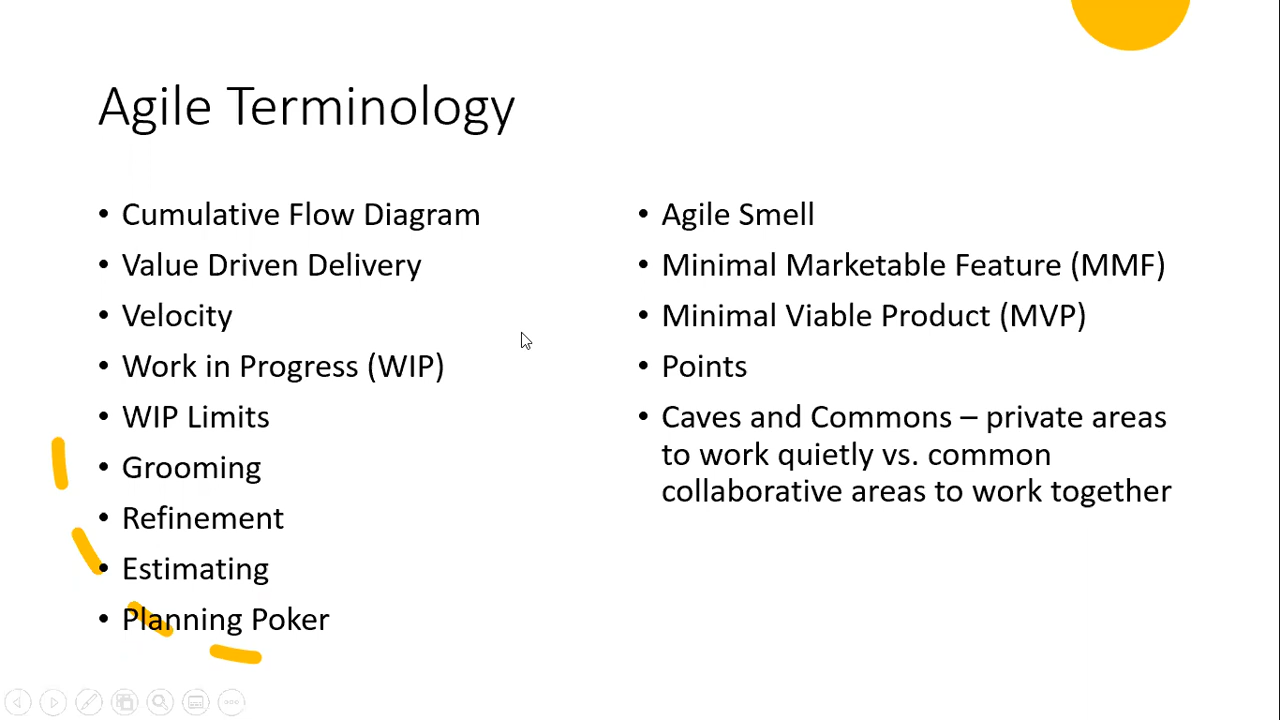 Agile Terminology
• Cumulative Flow Diagram
• Value Driven Delivery
• Velocity
• Work in Progress (WIP)
• WIP Limits
• Grooming
• Refinement
• Estimating
• Planning Poker
• Agile Smell
• Minimal Marketable Feature (MMF)
• Minimal Viable Product (MVP)
• Points
• Caves and Commons – private areas
to work quietly vs. common
collaborative areas to work together